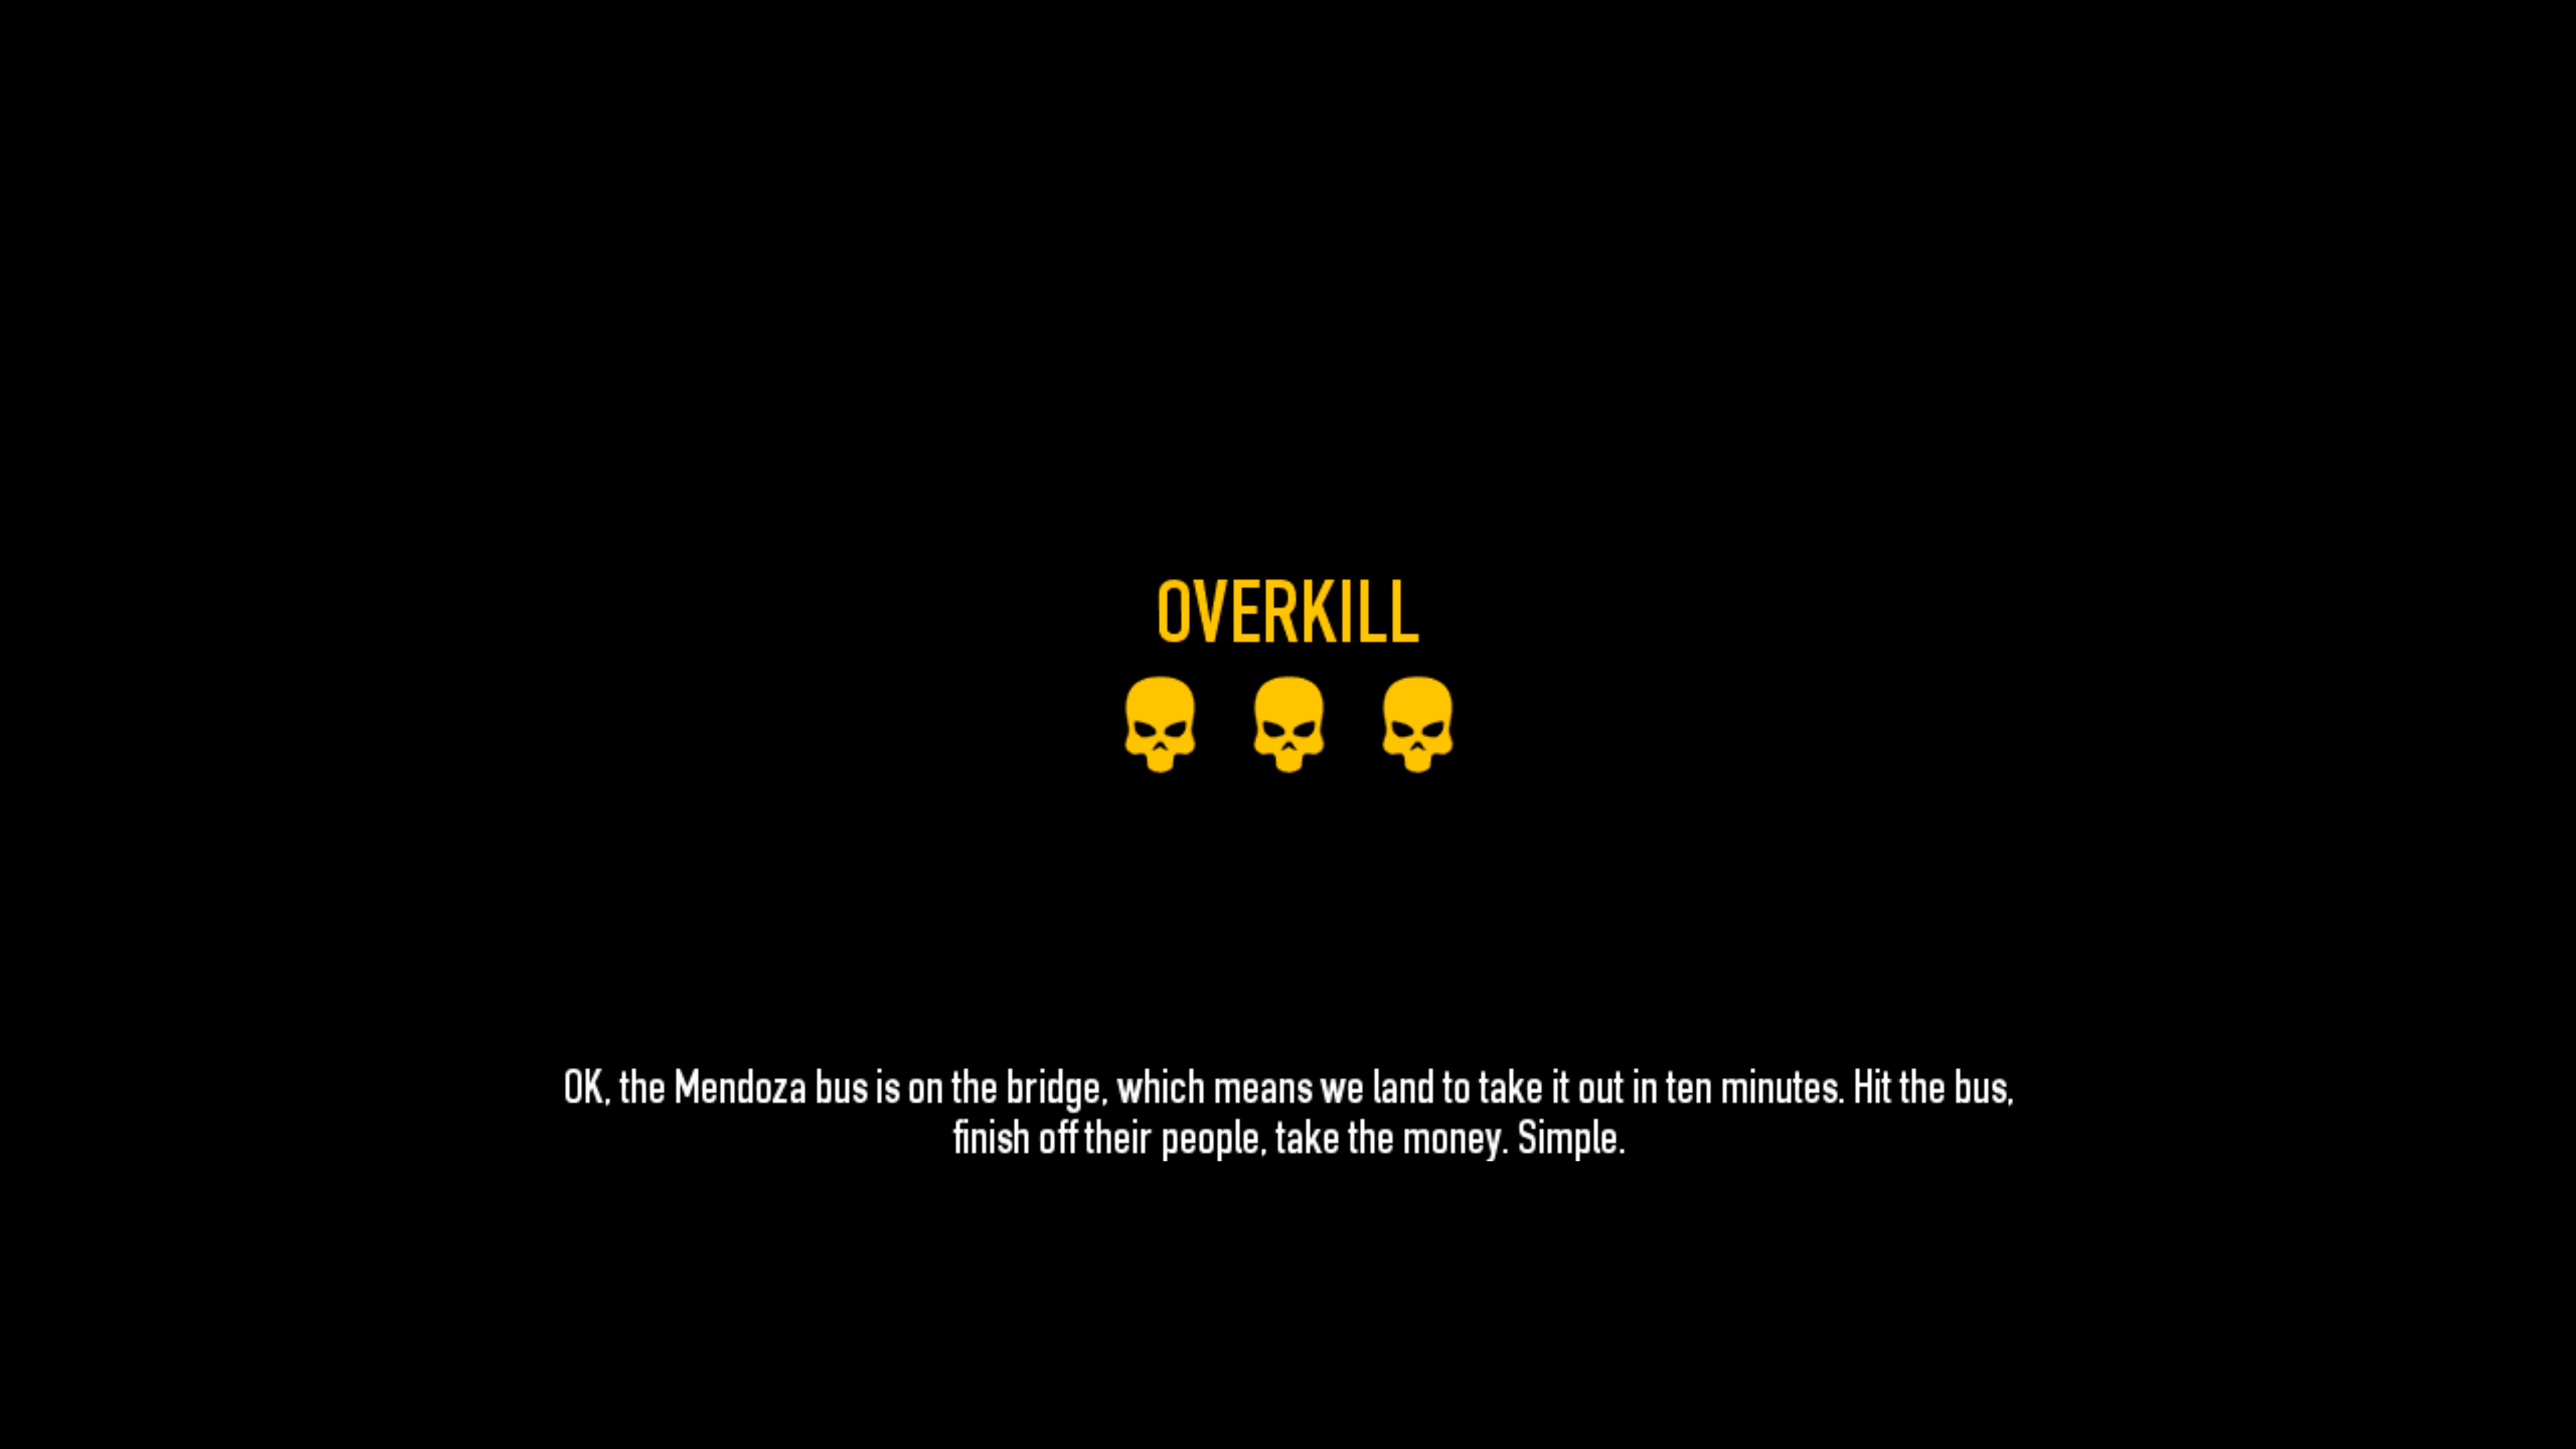 OVERKILL
OK, the Mendoza bus is on the bridge, which means we land to take it out in ten minutes. Hit the bus,
finish off their people, take the money. Simple.